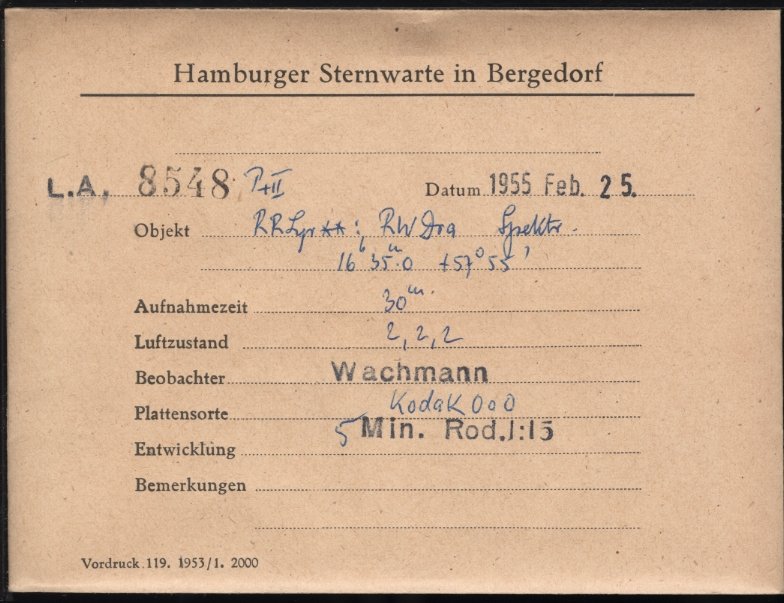 Hamburger Sternwarte in Bergedorf
L.A. 8548 P+II Datum 1955 Feb. 25.
Objekt RR Lyr **: RW Dra Spektr.
16h 35m.0 +57° 55'
Aufnahmezeit 30m.
Luftzustand 2, 2, 2
Beobachter Wachmann
Plattensorte Kodak OoO
Entwicklung 5 Min. Rod.1:15
Bemerkungen
Vordruck 119. 1953/1. 2000